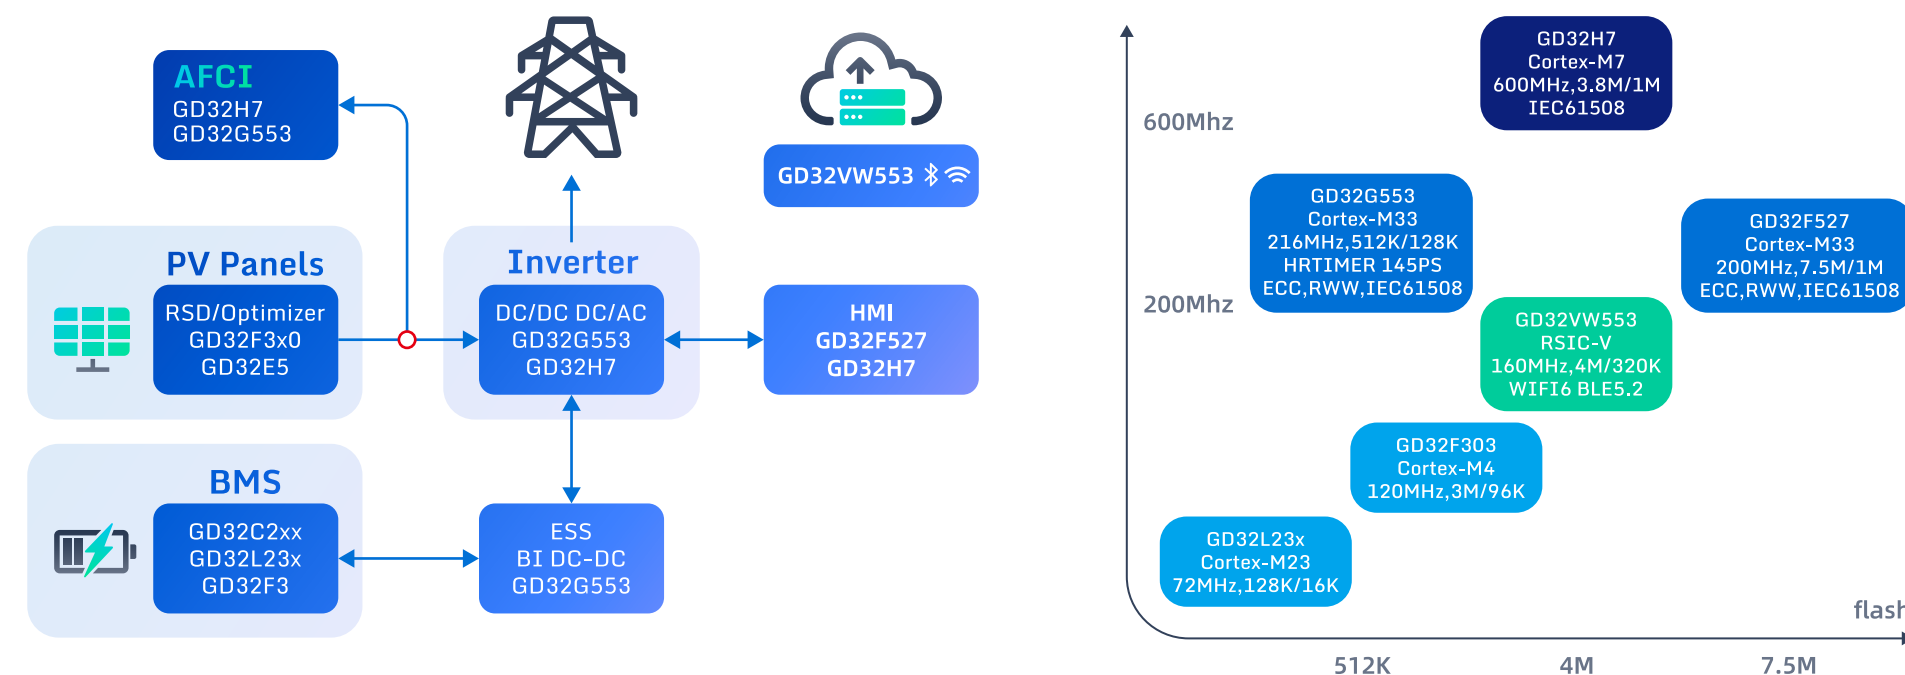 AFCI
GD32H7
GD32G553
GD32VW553
PV Panels
RSD/Optimizer
GD32F3x0
GD32E5
Inverter
DC/DC DC/AC
GD32G553
GD32H7
HMI
GD32F527
GD32H7
BMS
GD32C2xx
GD32L23x
GD32F3
ESS
BI DC-DC
GD32G553
600Mhz
200Mhz
GD32H7
Cortex-M7
600MHz,3.8M/1M
IEC61508
GD32G553
Cortex-M33
216MHz,512K/128K
HRTIMER 145PS
ECC,RWW,IEC61508
GD32F527
Cortex-M33
200MHz,7.5M/1M
ECC,RWW,IEC61508
GD32VW553
RSIC-V
160MHz,4M/320K
WIFI6 BLE5.2
GD32F303
Cortex-M4
120MHz,3M/96K
GD32L23x
Cortex-M23
72MHz,128K/16K
flash
512K
4M
7.5M